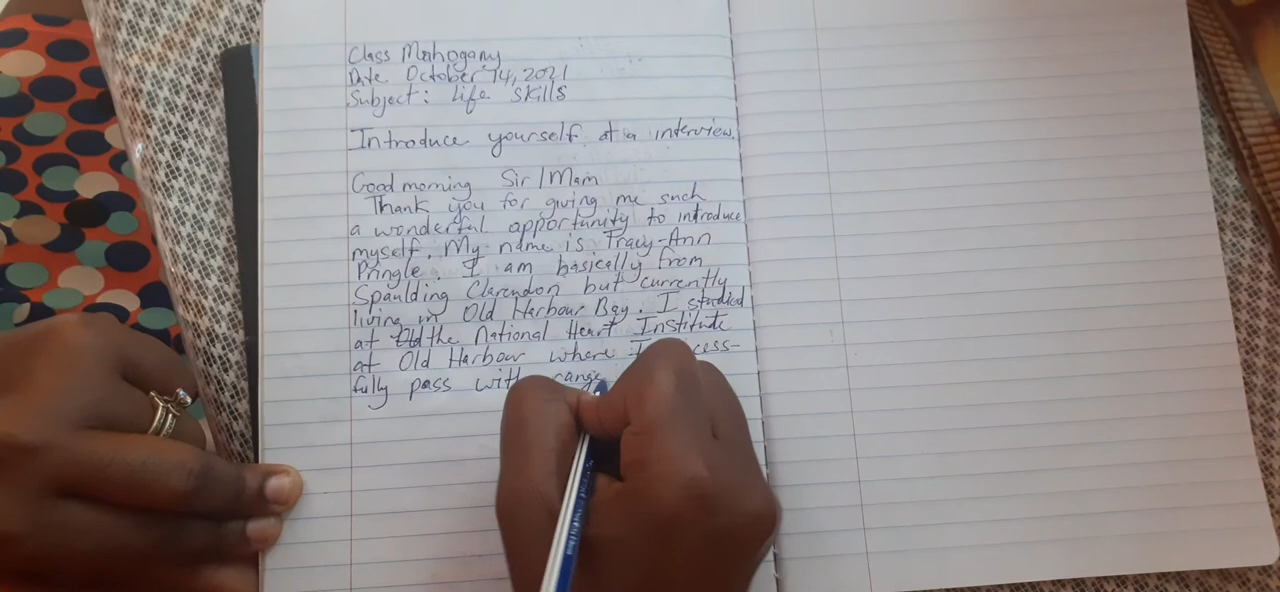 Class Mahogany
Date October 14, 2021
Subject: Life Skills
Introduce yourself at a interview.
Good morning Sir/Mam
Thank you for giving me such
a wonderful opportunity to introduce
myself. My name is Tracy-Ann
Pringle. I am basically from
Spaulding Clarendon but currently
living in Old Harbour Bay. I studied
at the National Heart Institute
at Old Harbour where I cess-
fully pass with range